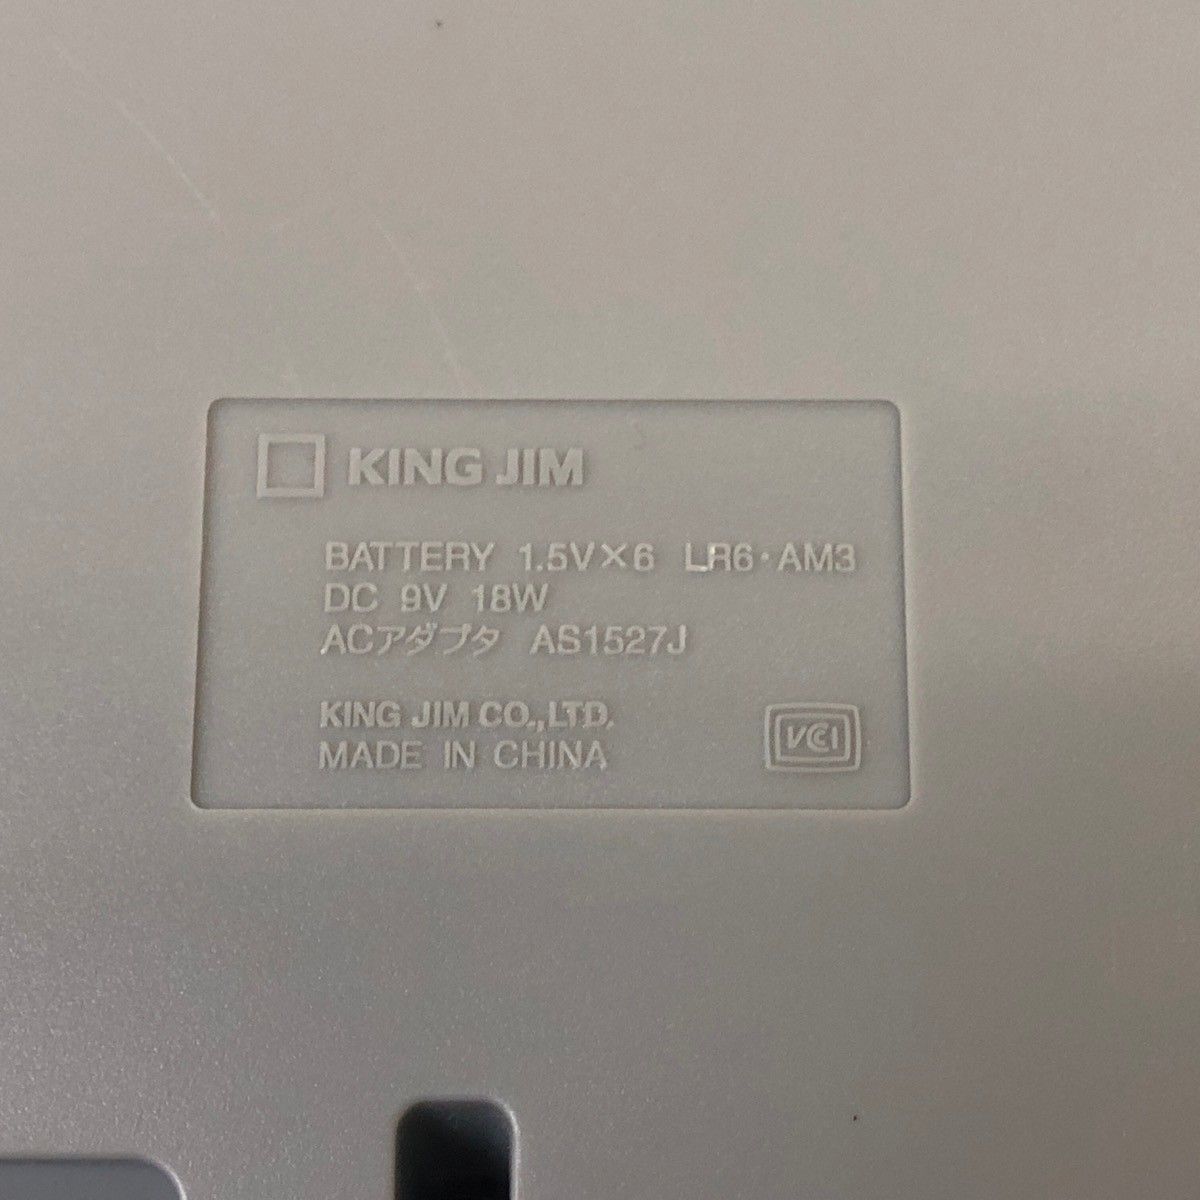 KING JIM
BATTERY 1.5V×6 LR6・AM3
DC 9V 18W
ACアダプタ AS1527J
KING JIM CO.,LTD.
MADE IN CHINA
VCCI